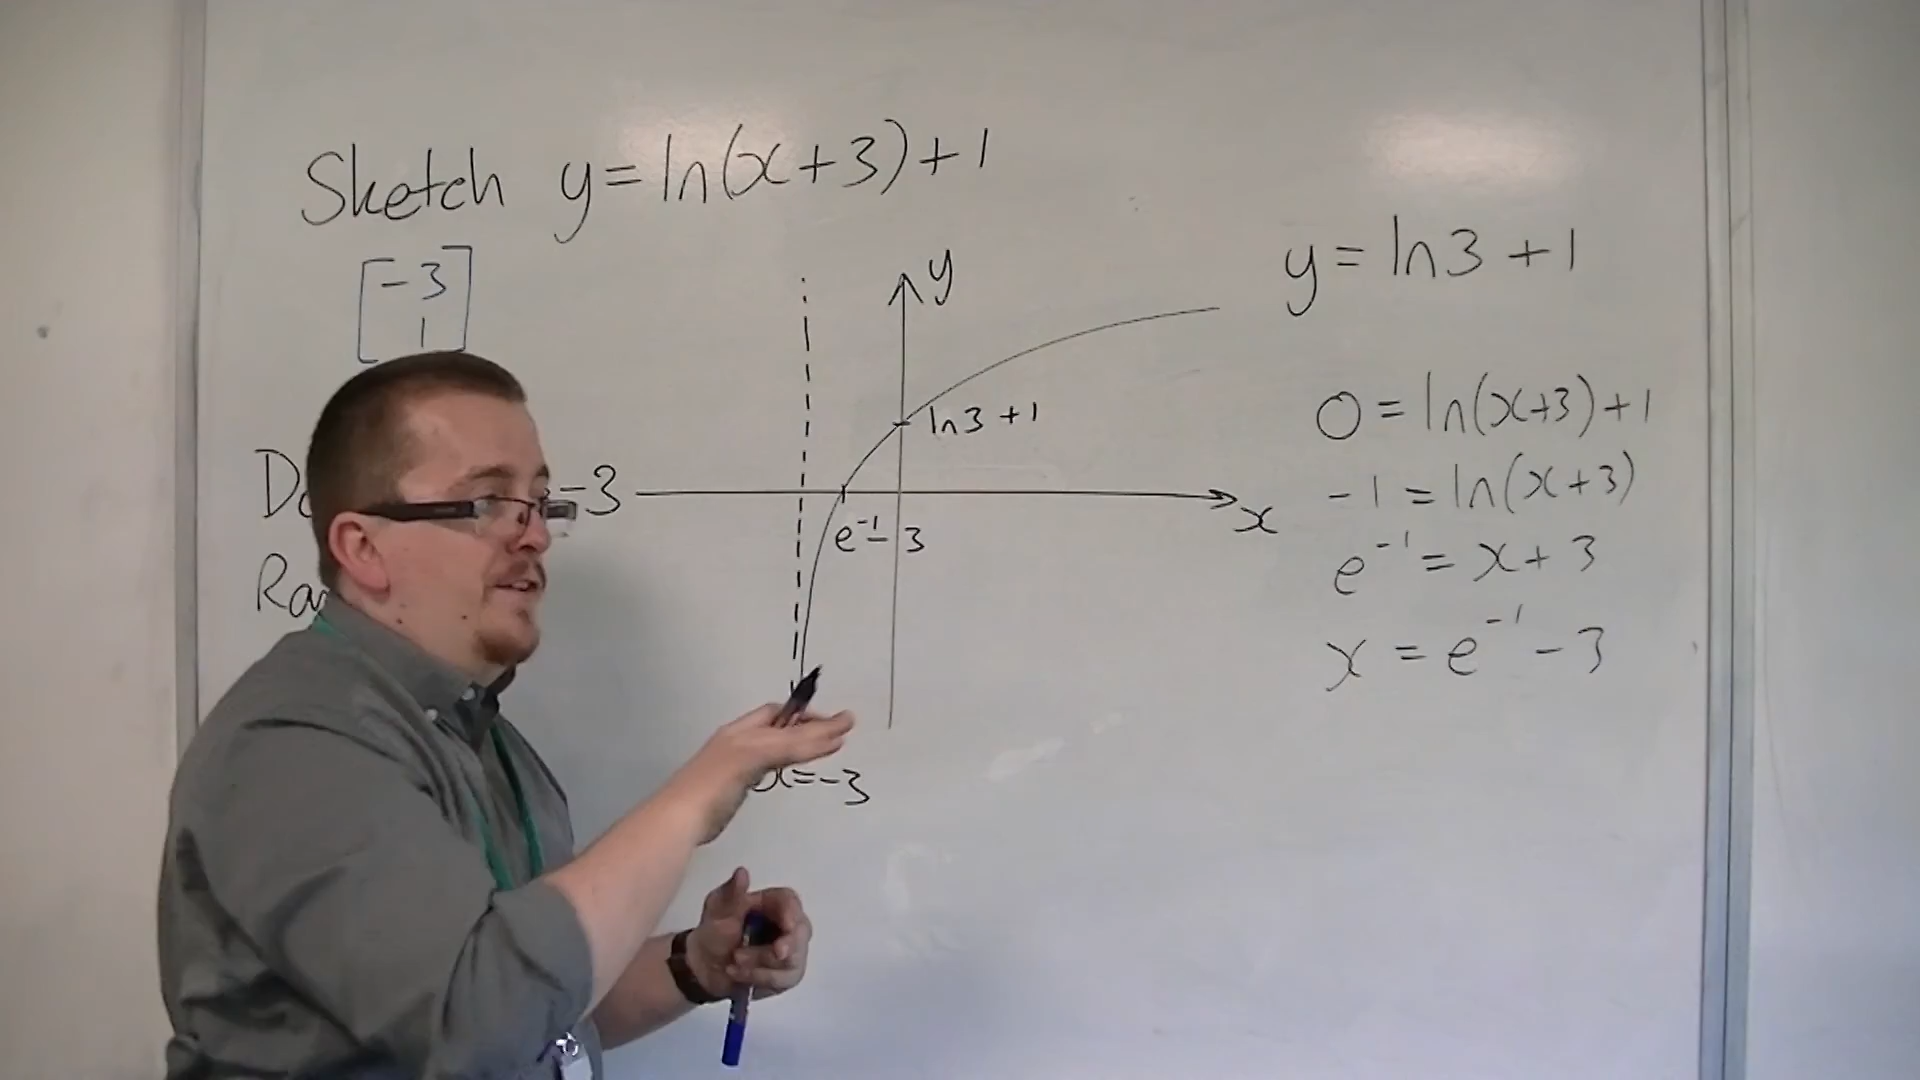 Sketch y = ln(x+3)+1
[-3
1]
y
ln3 +1
-3
x
e⁻¹-3
x=-3
y = ln3 +1
0 = ln(x+3)+1
-1 = ln(x+3)
e⁻¹ = x+3
x = e⁻¹ -3